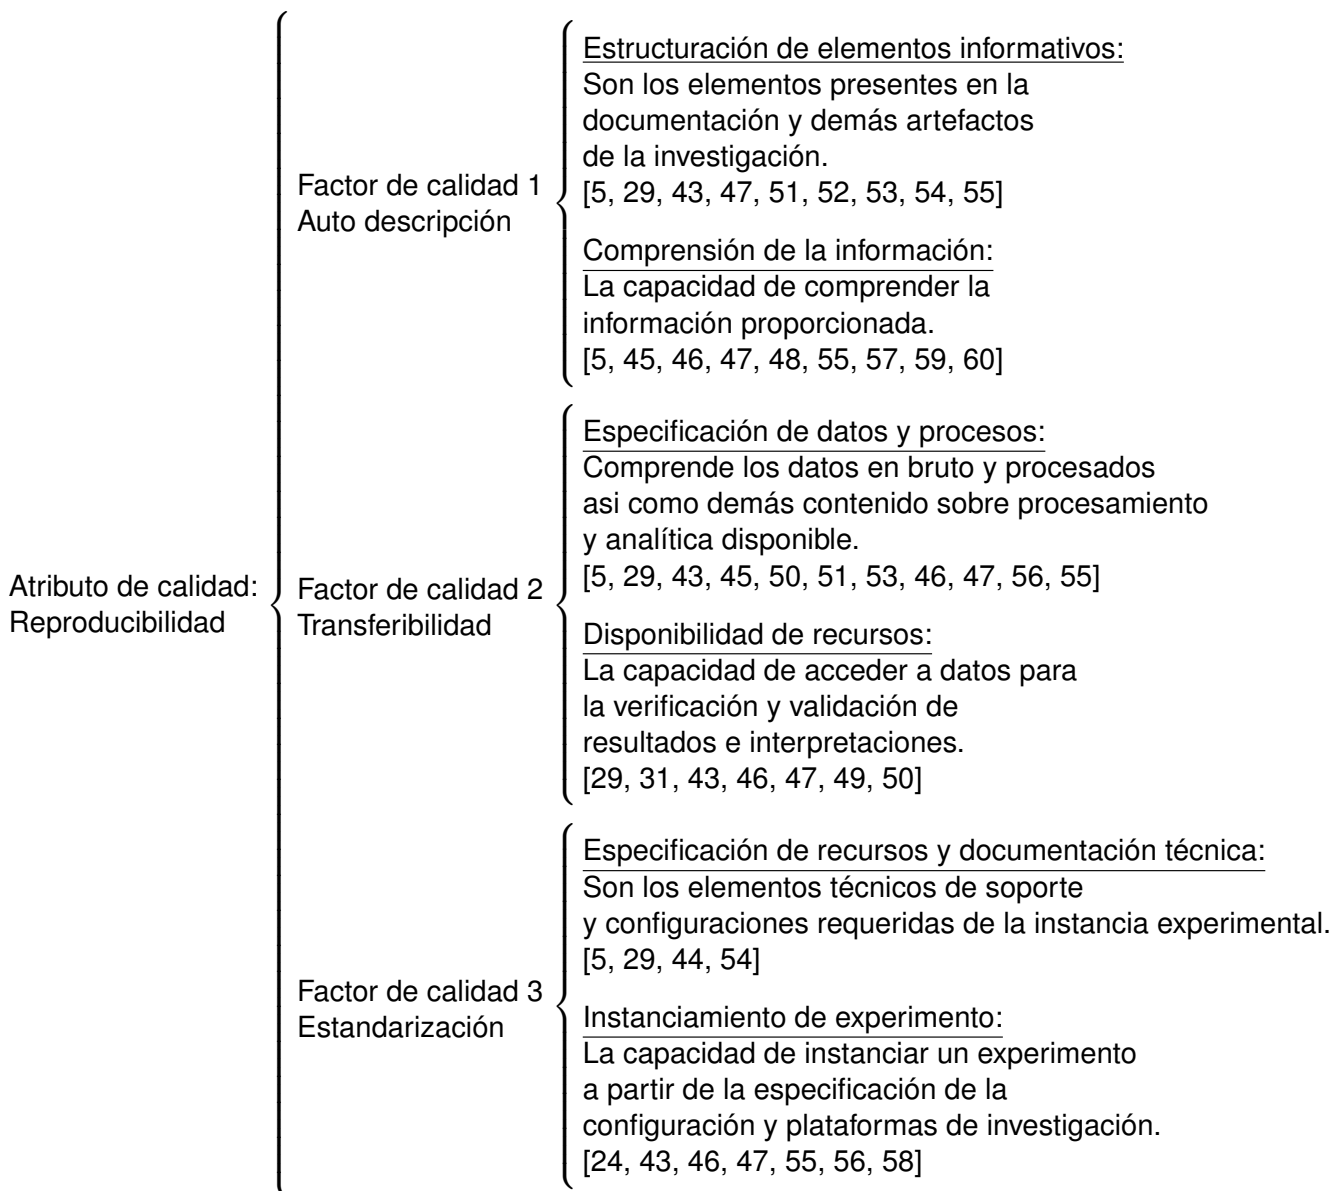 Atributo de calidad:
Reproducibilidad
Factor de calidad 1
Auto descripción
Estructuración de elementos informativos:
Son los elementos presentes en la
documentación y demás artefactos
de la investigación.
[5, 29, 43, 47, 51, 52, 53, 54, 55]
Comprensión de la información:
La capacidad de comprender la
información proporcionada.
[5, 45, 46, 47, 48, 55, 57, 59, 60]
Factor de calidad 2
Transferibilidad
Especificación de datos y procesos:
Comprende los datos en bruto y procesados
asi como demás contenido sobre procesamiento
y analítica disponible.
[5, 29, 43, 45, 50, 51, 53, 46, 47, 56, 55]
Disponibilidad de recursos:
La capacidad de acceder a datos para
la verificación y validación de
resultados e interpretaciones.
[29, 31, 43, 46, 47, 49, 50]
Factor de calidad 3
Estandarización
Especificación de recursos y documentación técnica:
Son los elementos técnicos de soporte
y configuraciones requeridas de la instancia experimental.
[5, 29, 44, 54]
Instanciamiento de experimento:
La capacidad de instanciar un experimento
a partir de la especificación de la
configuración y plataformas de investigación.
[24, 43, 46, 47, 55, 56, 58]